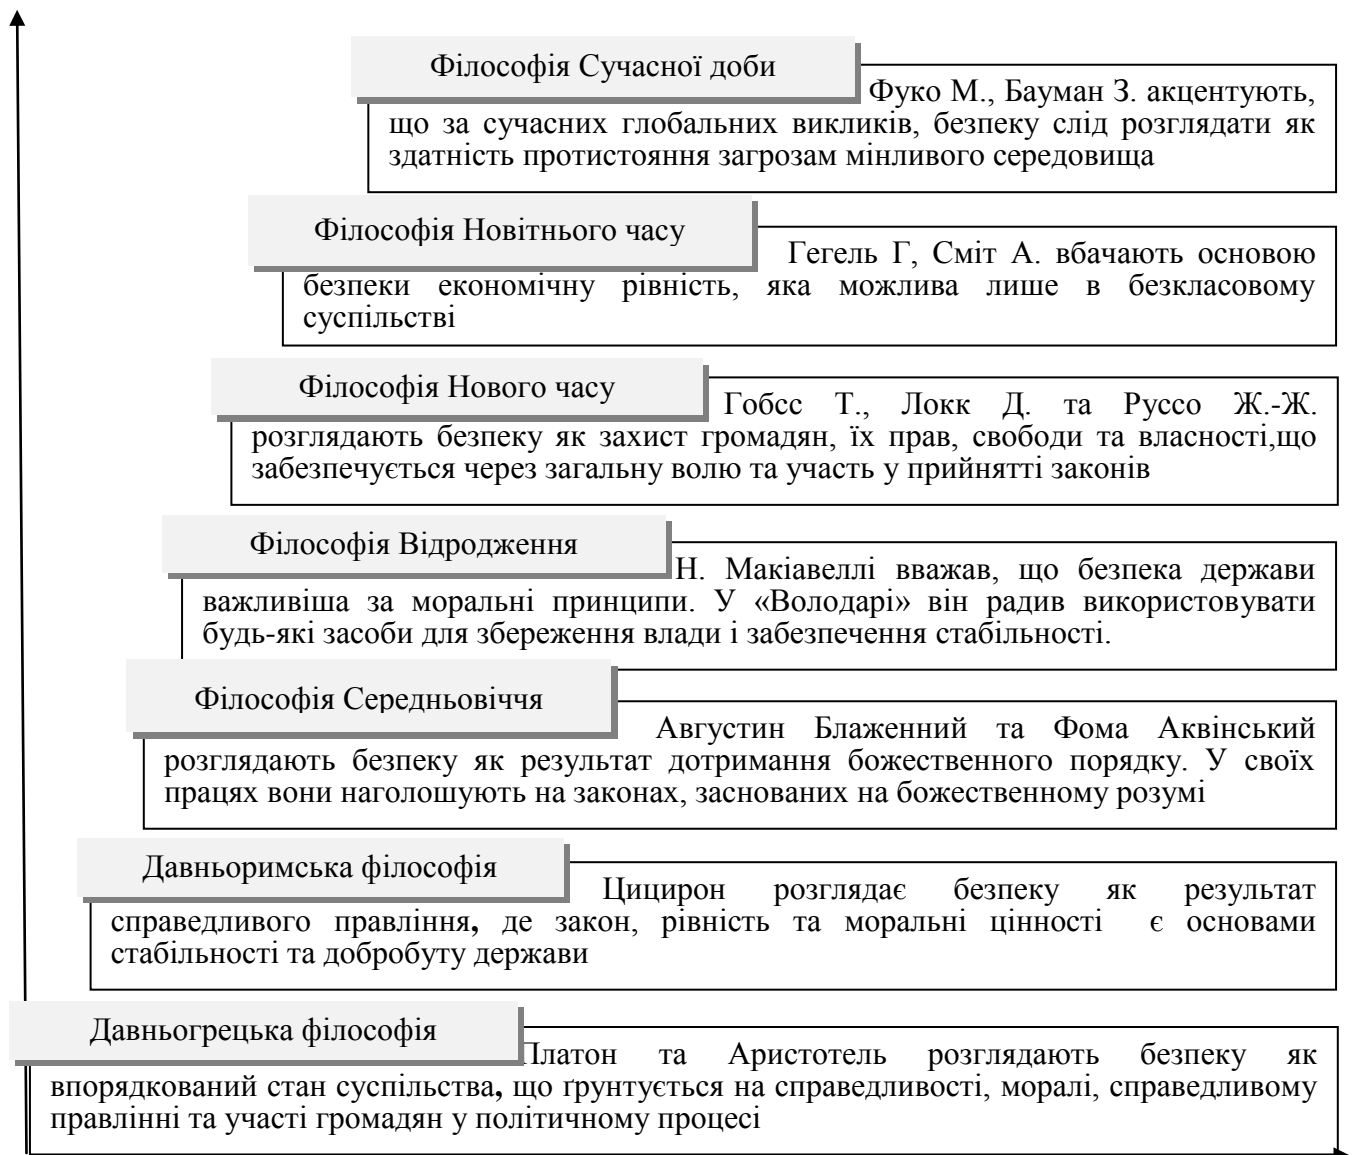 Філософія Сучасної доби
Фуко М., Бауман З. акцентують,
що за сучасних глобальних викликів, безпеку слід розглядати як
здатність протистояння загрозам мінливого середовища
Філософія Новітнього часу
Гегель Г, Сміт А. вбачають основою
безпеки економічну рівність, яка можлива лише в безкласовому
суспільстві
Філософія Нового часу
Гобсс Т., Локк Д. та Руссо Ж.-Ж.
розглядають безпеку як захист громадян, їх прав, свободи та власності,що
забезпечується через загальну волю та участь у прийнятті законів
Філософія Відродження
Н. Макіавеллі вважав, що безпека держави
важливіша за моральні принципи. У «Володарі» він радив використовувати
будь-які засоби для збереження влади і забезпечення стабільності.
Філософія Середньовіччя
Августин Блаженний та Фома Аквінський
розглядають безпеку як результат дотримання божественного порядку. У своїх
працях вони наголошують на законах, заснованих на божественному розумі
Давньоримська філософія
Цицирон розглядає безпеку як результат
справедливого правління, де закон, рівність та моральні цінності є основами
стабільності та добробуту держави
Давньогрецька філософія
Платон та Аристотель розглядають безпеку як
впорядкований стан суспільства, що ґрунтується на справедливості, моралі, справедливому
правлінні та участі громадян у політичному процесі